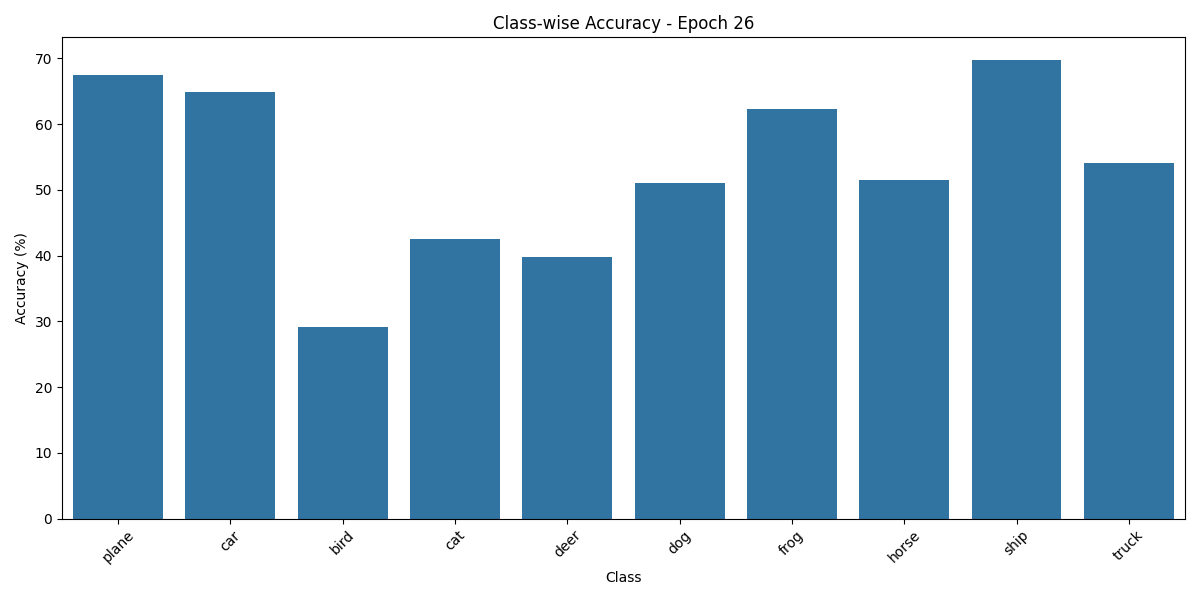 Class-wise Accuracy - Epoch 26
Accuracy (%)
70
60
50
40
30
20
10
0
plane
car
bird
cat
deer
dog
frog
horse
ship
truck
Class